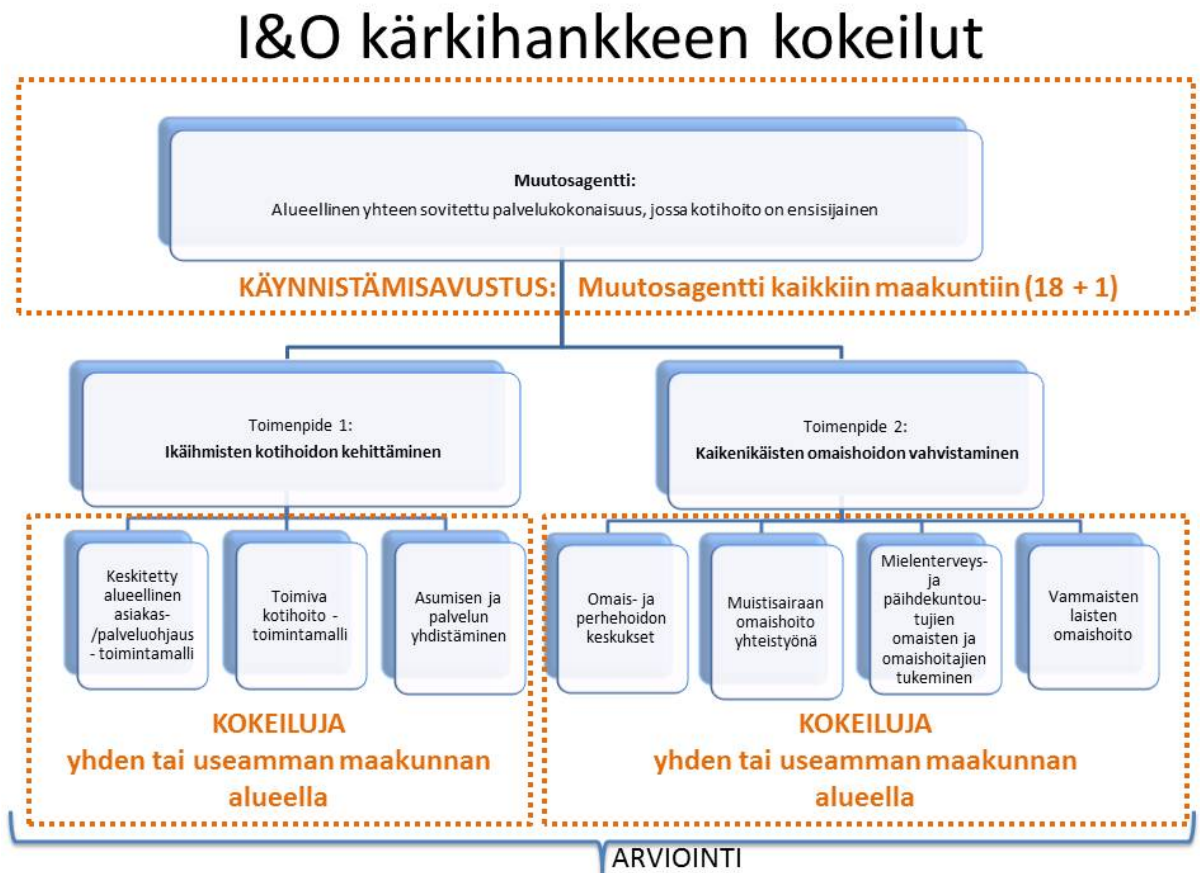 I&O kärkihankkeen kokeilut
Muutosagentti:
Alueellinen yhteen sovitettu palvelukokonaisuus, jossa kotihoito on ensisijainen
KÄYNNISTÄMISAVUSTUS: Muutosagentti kaikkiin maakuntiin (18 + 1)
Toimenpide 1:
Ikäihmisten kotihoidon kehittäminen
Toimenpide 2:
Kaikenikäisten omaishoidon vahvistaminen
Keskitetty
alueellinen
asiakas-
/palveluohjaus
- toimintamalli
Toimiva
kotihoito -
toimintamalli
Asumisen ja
palvelun
yhdistäminen
Omais- ja
perhehoidon
keskukset
Muistisairaan
omaishoito
yhteistyönä
Mielenterveys-
ja
päihdekuntou-
tujien
omaisten ja
omaishoitajien
tukeminen
Vammaisten
laisten
omaishoito
KOKEILUJA
yhden tai useamman maakunnan
alueella
KOKEILUJA
yhden tai useamman maakunnan
alueella
ARVIOINTI